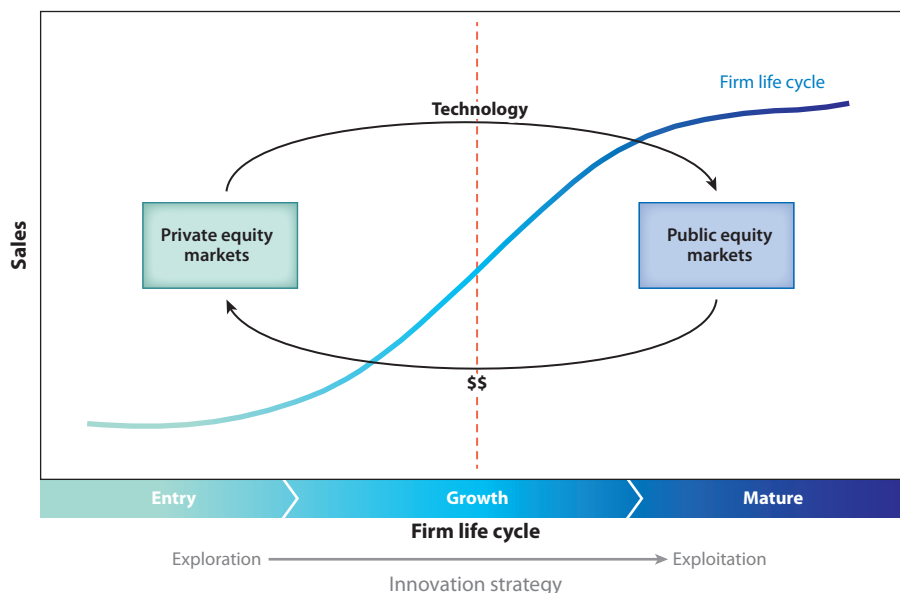 Firm life cycle
Technology
Sales
Private equity
markets
Public equity
markets
$$
Entry
Growth
Mature
Firm life cycle
Exploration
Exploitation
Innovation strategy